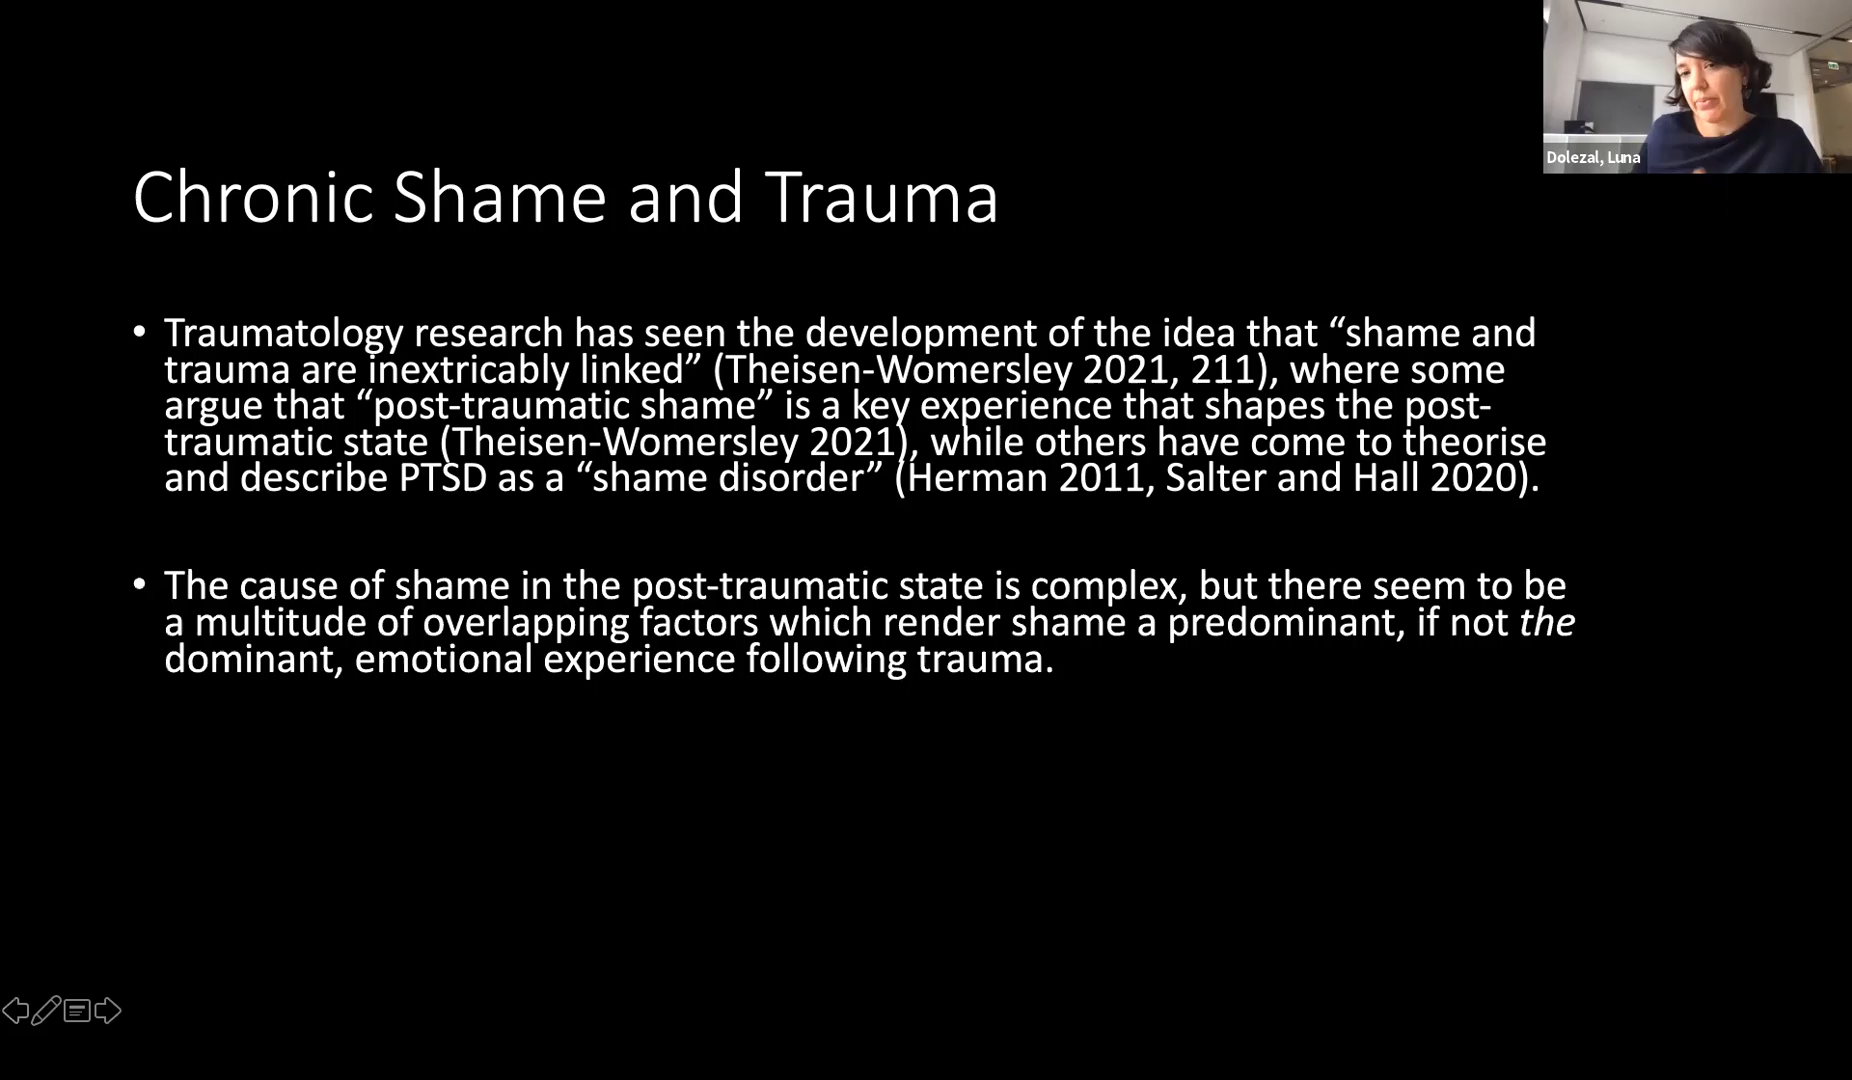 Dolezal, Luna
Chronic Shame and Trauma
• Traumatology research has seen the development of the idea that “shame and
trauma are inextricably linked” (Theisen-Womersley 2021, 211), where some
argue that “post-traumatic shame” is a key experience that shapes the post-
traumatic state (Theisen-Womersley 2021), while others have come to theorise
and describe PTSD as a “shame disorder” (Herman 2011, Salter and Hall 2020).
• The cause of shame in the post-traumatic state is complex, but there seem to be
a multitude of overlapping factors which render shame a predominant, if not the
dominant, emotional experience following trauma.